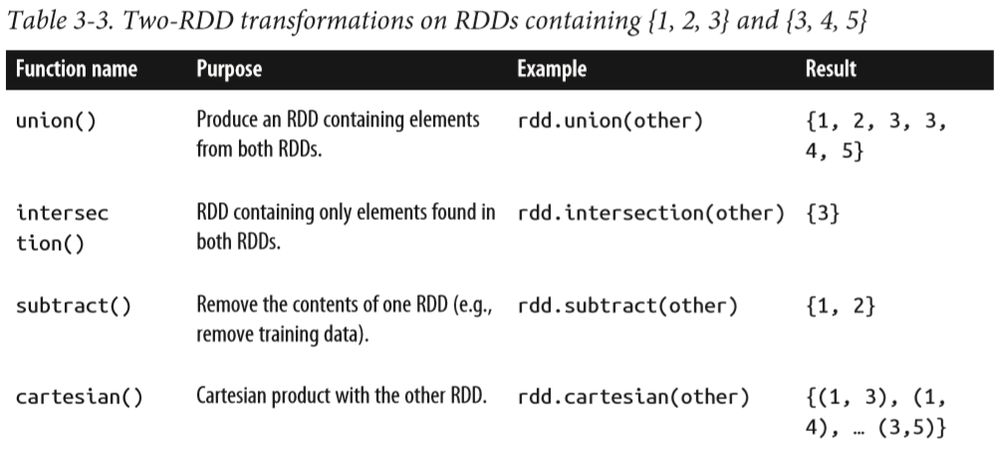 Table 3-3. Two-RDD transformations on RDDs containing {1, 2, 3} and {3, 4, 5}
Function name Purpose Example Result
union() Produce an RDD containing elements rdd.union(other) {1, 2, 3, 3,
from both RDDs. 4, 5}
intersec RDD containing only elements found in rdd.intersection(other) {3}
tion() both RDDs.
subtract() Remove the contents of one RDD (e.g., rdd.subtract(other) {1, 2}
remove training data).
cartesian() Cartesian product with the other RDD. rdd.cartesian(other) {(1, 3), (1,
4), … (3,5)}